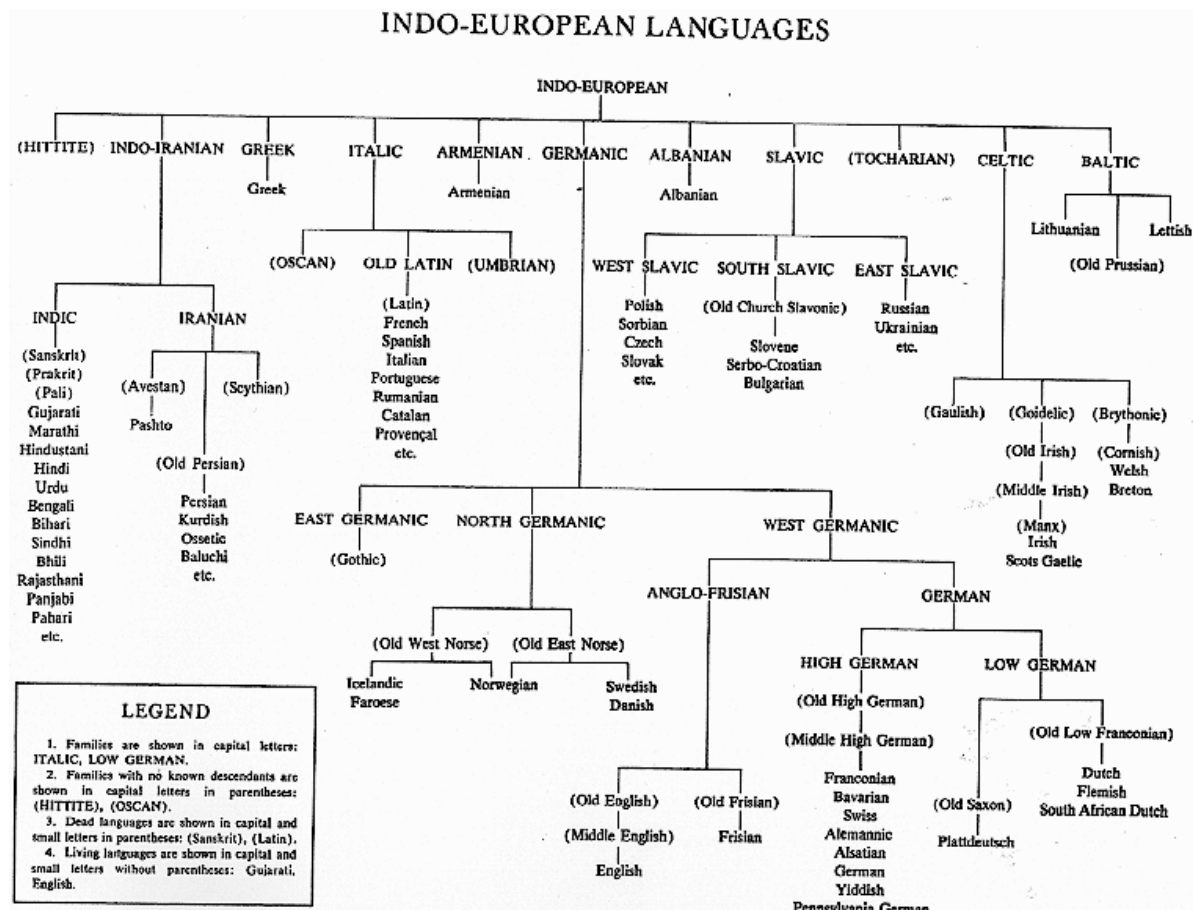 INDO-EUROPEAN LANGUAGES
INDO-EUROPEAN
(HITTITE) INDO-IRANIAN GREEK ITALIC ARMENIAN GERMANIC ALBANIAN SLAVIC (TOCHARIAN) CELTIC BALTIC
Greek Armenian Albanian
Lithuanian Lettish
(Old Prussian)
(OSCAN) OLD LATIN (UMBRIAN)
(Latin)
French
Spanish
Italian
Portuguese
Rumanian
Catalan
Provençal
etc.
WEST SLAVIC SOUTH SLAVIC EAST SLAVIC
Polish
Sorbian
Czech
Slovak
etc.
(Old Church Slavonic)
Slovene
Serbo-Croatian
Bulgarian
Russian
Ukrainian
etc.
INDIC IRANIAN
(Sanskrit)
(Prakrit)
(Pali)
Gujarati
Marathi
Hindustani
Hindi
Urdu
Bengali
Bihari
Sindhi
Bhili
Rajasthani
Panjabi
Pahari
etc.
(Avestan) (Scythian)
Pashto
(Old Persian)
Persian
Kurdish
Ossetic
Baluchi
etc.
(Gaulish) (Goidelic) (Brythonic)
(Old Irish)
(Middle Irish)
(Manx)
Irish
Scots Gaelic
(Cornish)
Welsh
Breton
EAST GERMANIC NORTH GERMANIC WEST GERMANIC
(Gothic)
ANGLO-FRISIAN GERMAN
(Old West Norse) (Old East Norse)
Icelandic
Faroese
Norwegian
Swedish
Danish
HIGH GERMAN LOW GERMAN
(Old High German)
(Middle High German)
Franconian
Bavarian
Swiss
Alemannic
Alsatian
German
Yiddish
Pennsylvania German
(Old Low Franconian)
Dutch
Flemish
South African Dutch
(Old Saxon)
Plattdeutsch
(Old English) (Old Frisian)
(Middle English) Frisian
English
LEGEND
1. Families are shown in capital letters:
ITALIC, LOW GERMAN.
2. Families with no known descendants are
shown in capital letters in parentheses:
(HITTITE), (OSCAN).
3. Dead languages are shown in capital and
small letters in parentheses: (Sanskrit), (Latin).
4. Living languages are shown in capital and
small letters without parentheses: Gujarati,
English.